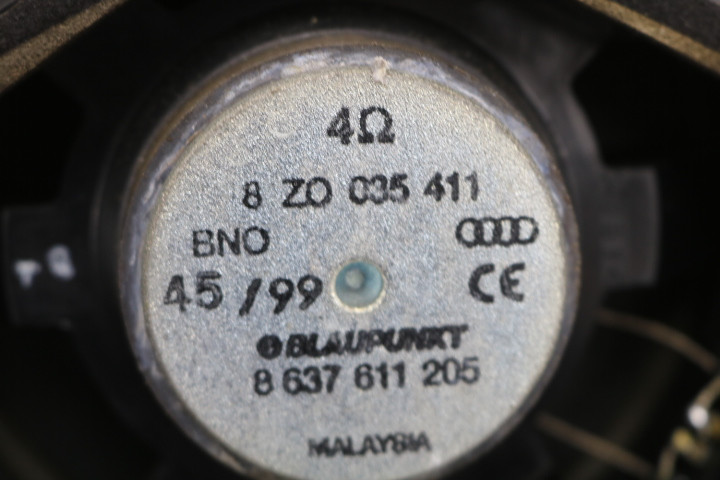 4Ω
8 ZO 035 411
BNO
45/99 CE
BLAUPUNKT
8 637 611 205
MALAYSIA